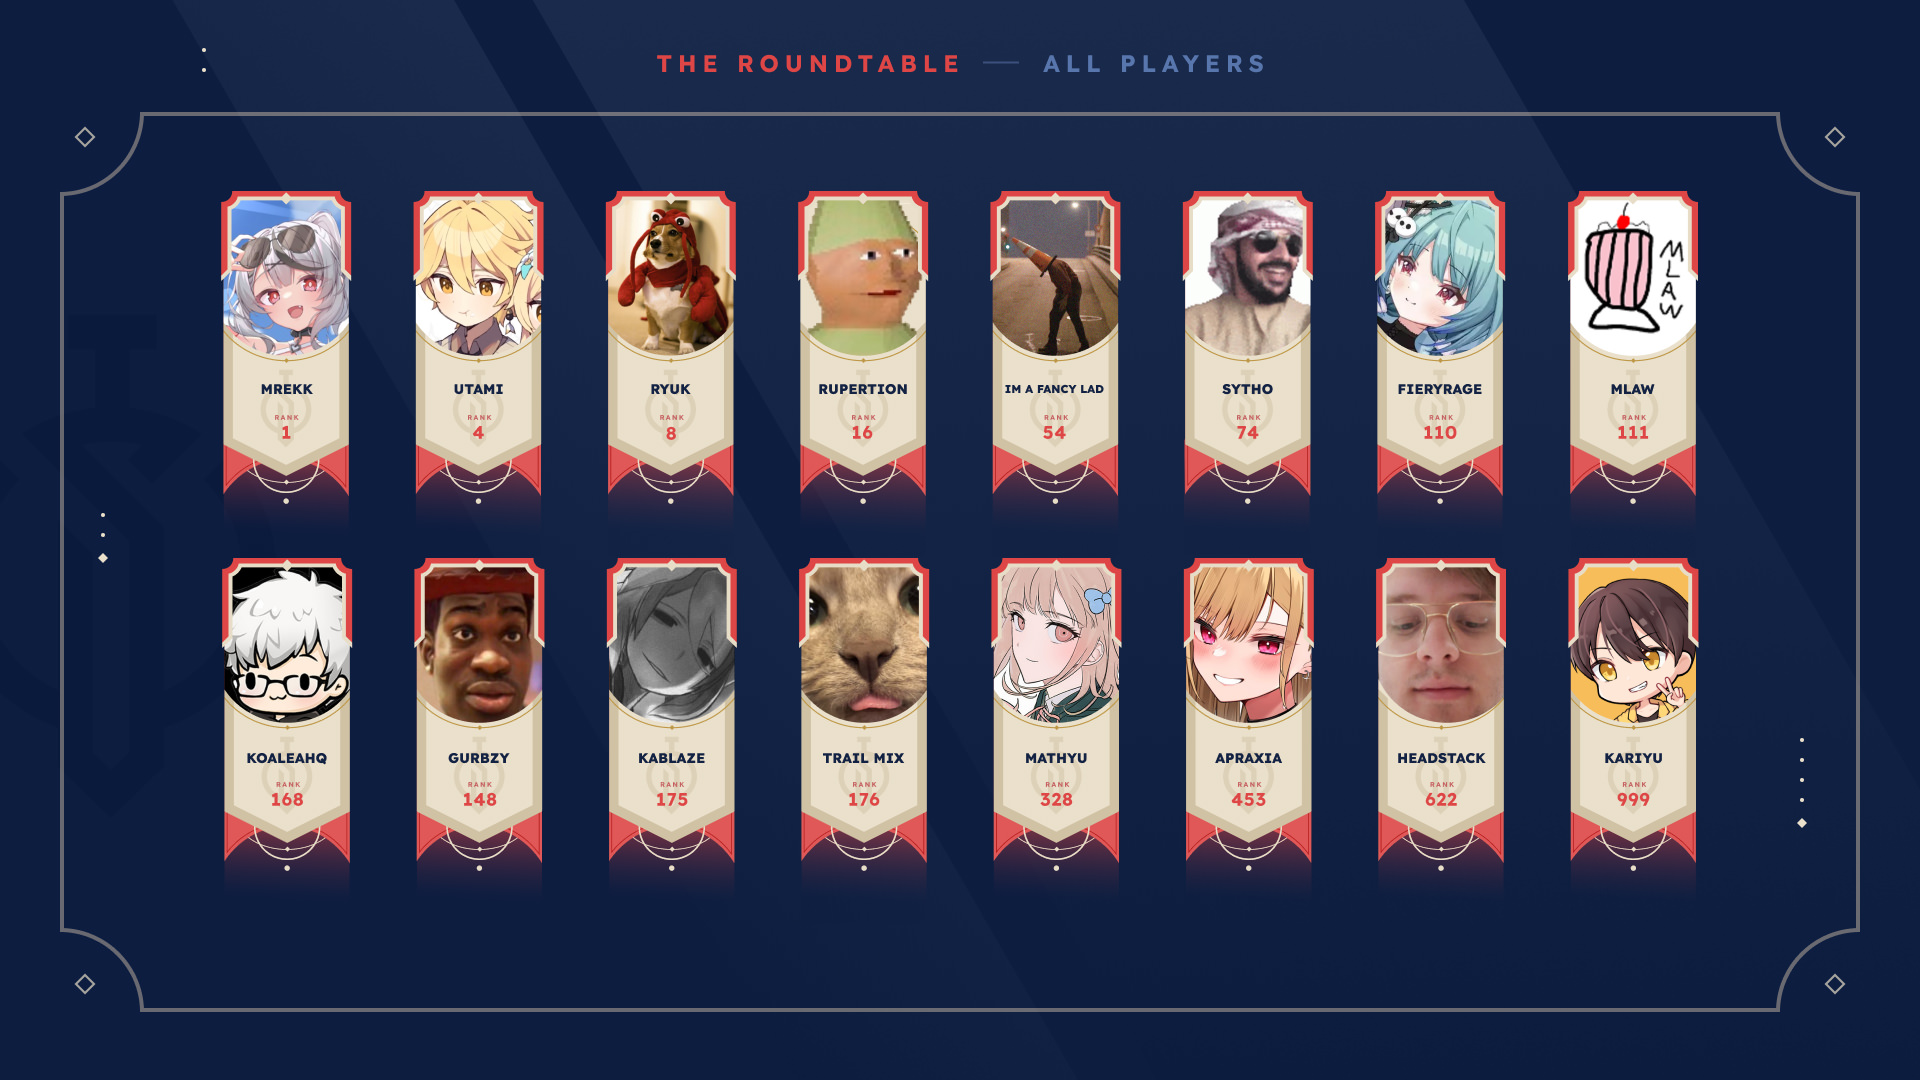 THE ROUNDTABLE — ALL PLAYERS
MLAW
MREKK
RANK
1
UTAMI
RANK
4
RYUK
RANK
8
RUPERTION
RANK
16
IM A FANCY LAD
RANK
54
SYTHO
RANK
74
FIERYRAGE
RANK
110
MLAW
RANK
111
KOALEAHQ
RANK
168
GURBZY
RANK
148
KABLAZE
RANK
175
TRAIL MIX
RANK
176
MATHYU
RANK
328
APRAXIA
RANK
453
HEADSTACK
RANK
622
KARIYU
RANK
999